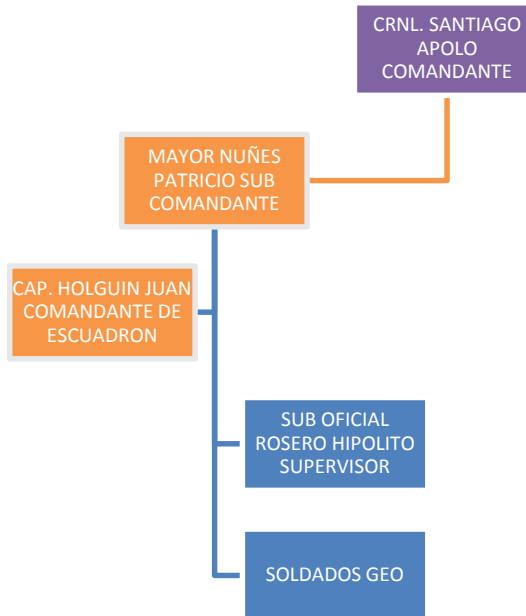 CRNL. SANTIAGO
APOLO
COMANDANTE
MAYOR NUÑES
PATRICIO SUB
COMANDANTE
CAP. HOLGUIN JUAN
COMANDANTE DE
ESCUADRON
SUB OFICIAL
ROSERO HIPOLITO
SUPERVISOR
SOLDADOS GEO